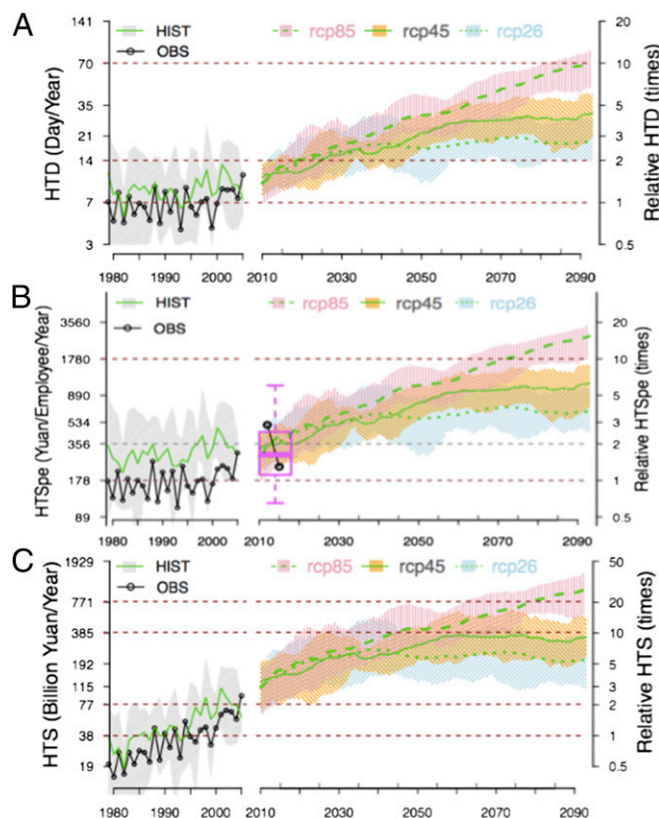 A
HTD (Day/Year)
141
70
35
21
14
7
3
HIST
OBS
rcp85 rcp45 rcp26
20
10
5
3
2
1
0.5
Relative HTD (times)
1980 1990 2000 2010 2030 2050 2070 2090
B
HTSpe (Yuan/Employee/Year)
3560
1780
890
534
356
178
89
HIST
OBS
rcp85 rcp45 rcp26
20
10
5
3
2
1
0.5
Relative HTSpe (times)
1980 1990 2000 2010 2030 2050 2070 2090
C
HTS (Billion Yuan/Year)
1929
771
385
192
115
77
38
19
HIST
OBS
rcp85 rcp45 rcp26
50
20
10
5
3
2
1
0.5
Relative HTS (times)
1980 1990 2000 2010 2030 2050 2070 2090